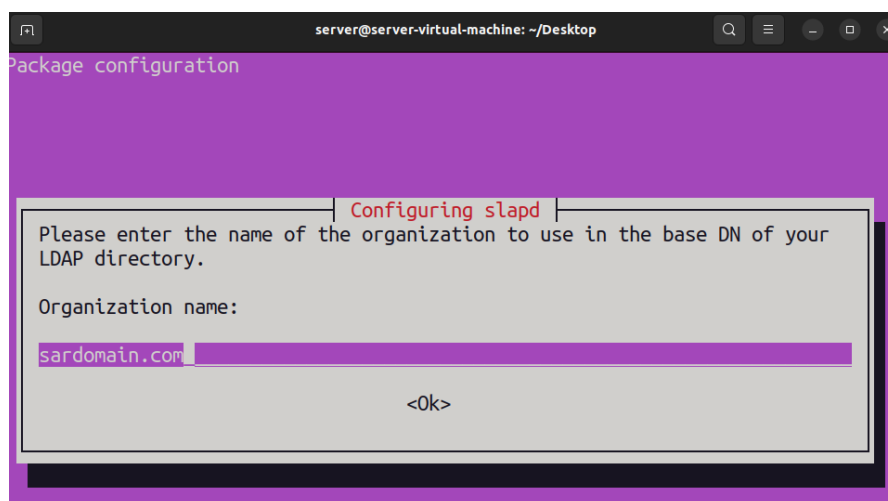 server@server-virtual-machine: ~/Desktop
Package configuration
Configuring slapd
Please enter the name of the organization to use in the base DN of your
LDAP directory.
Organization name:
sardomain.com
<Ok>